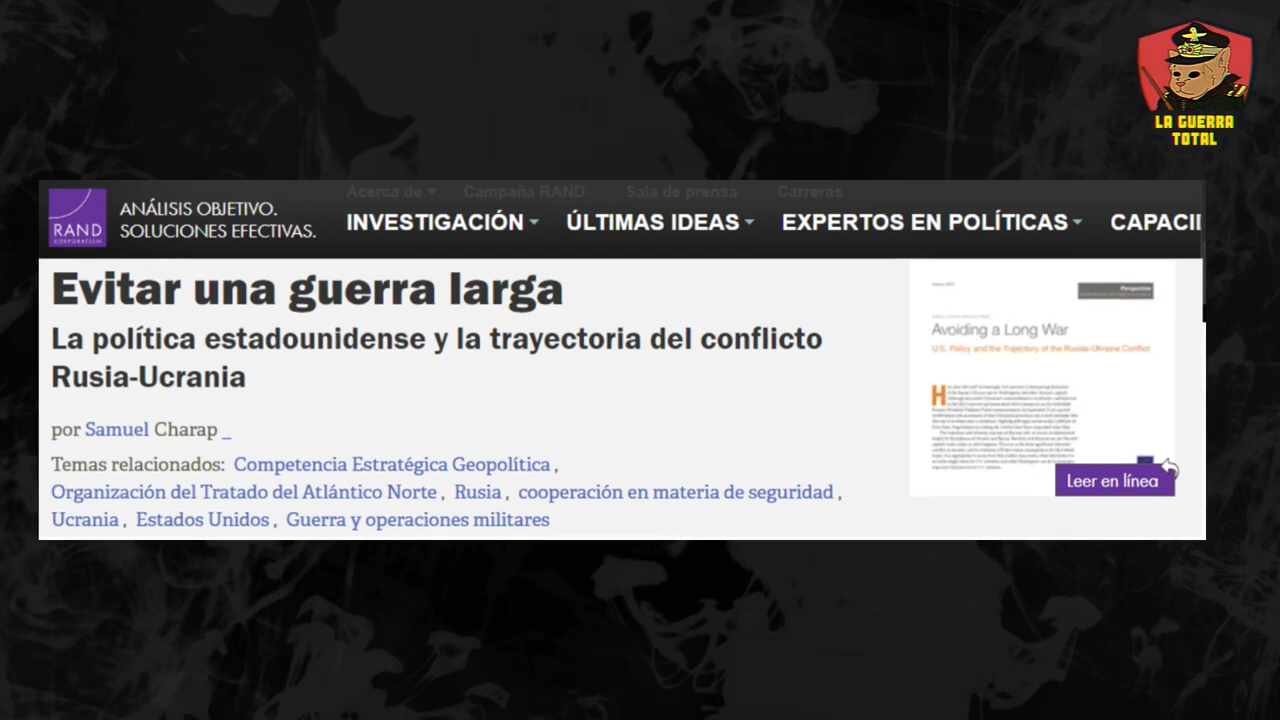 LA GUERRA
TOTAL
Acerca de Campaña RAND Sala de prensa Carreras
RAND
CORPORATION
ANÁLISIS OBJETIVO.
SOLUCIONES EFECTIVAS.
INVESTIGACIÓN ÚLTIMAS IDEAS EXPERTOS EN POLÍTICAS CAPACI
Evitar una guerra larga
La política estadounidense y la trayectoria del conflicto
Rusia-Ucrania
por Samuel Charap _
Temas relacionados: Competencia Estratégica Geopolítica ,
Organización del Tratado del Atlántico Norte , Rusia , cooperación en materia de seguridad ,
Ucrania , Estados Unidos , Guerra y operaciones militares
Perspective
Avoiding a Long War
U.S. Policy and the Trajectory of the Russia-Ukraine Conflict
Leer en línea